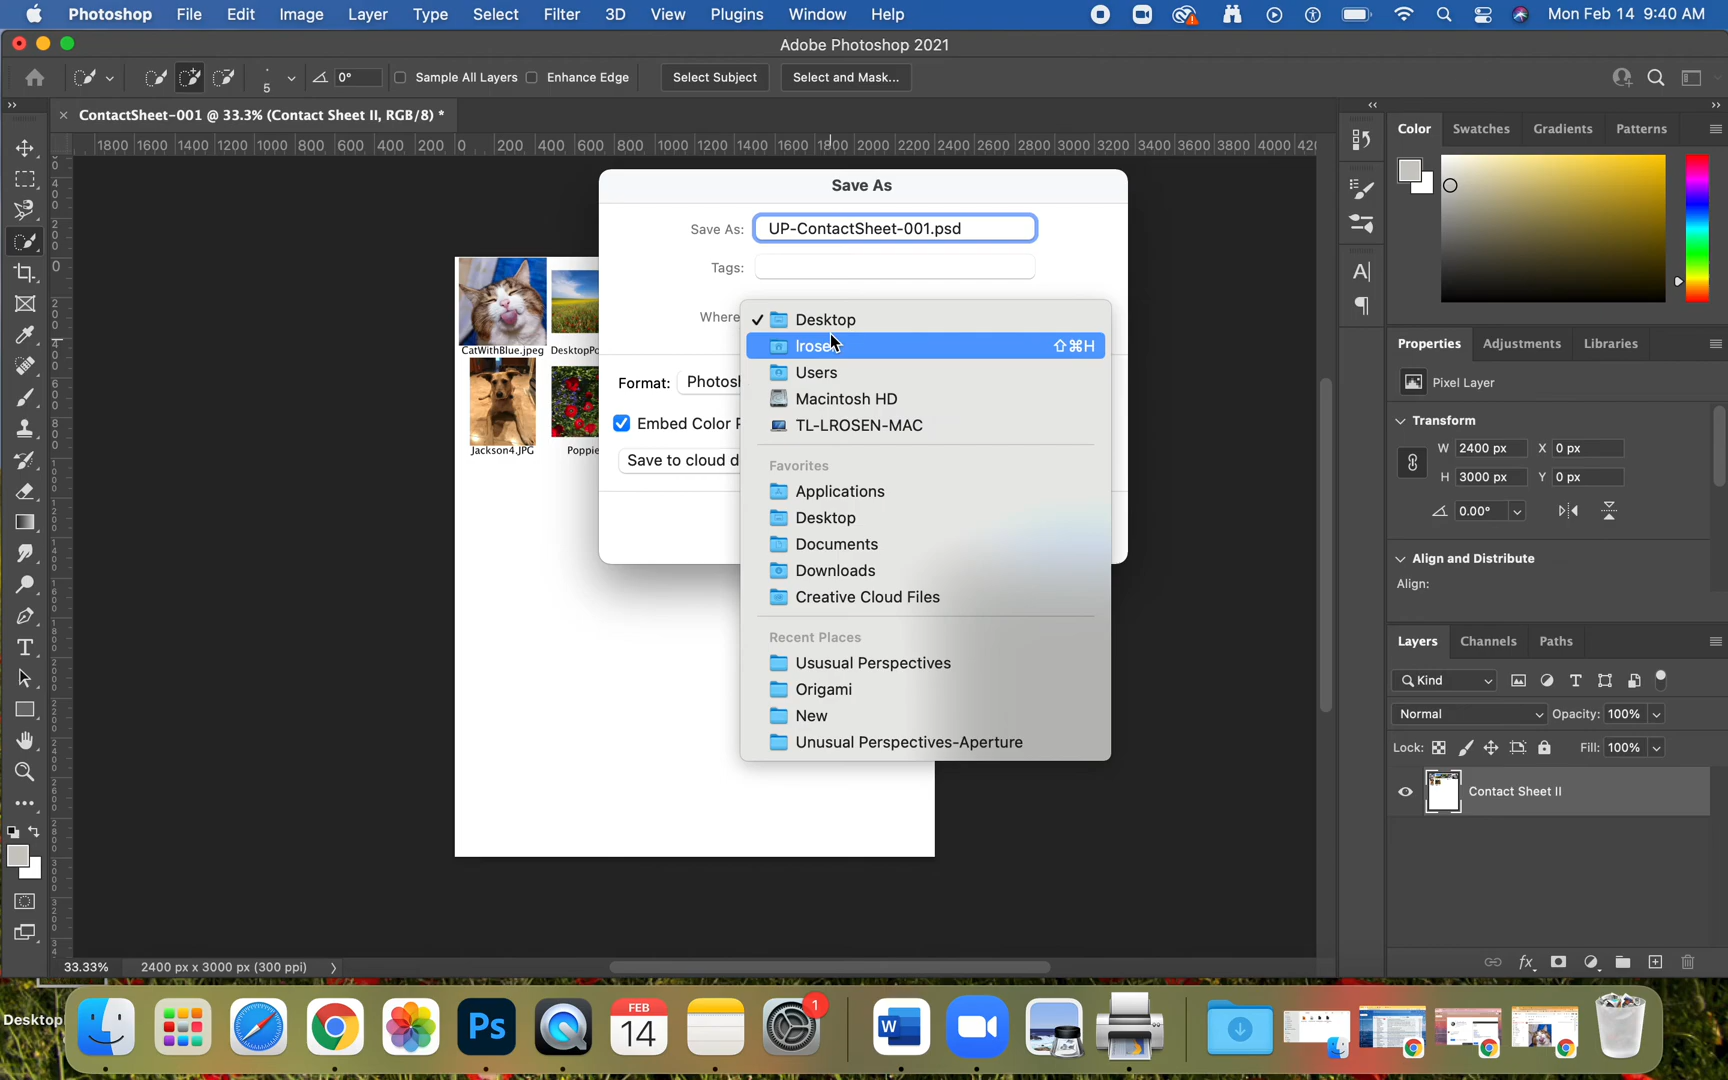 Photoshop File Edit Image Layer Type Select Filter 3D View Plugins Window Help Mon Feb 14 9:40 AM
Adobe Photoshop 2021
5 0° Sample All Layers Enhance Edge Select Subject Select and Mask...
× ContactSheet-001 @ 33.3% (Contact Sheet II, RGB/8) *
1800 1600 1400 1200 1000 800 600 400 200 0 200 400 600 800 1000 1200 1400 1600 1800 2000 2200 2400 2600 2800 3000 3200 3400 3600 3800 4000
Save As
Save As: UP-ContactSheet-001.psd
Tags:
Where
✓ Desktop
lrose ⇧⌘H
Users
Macintosh HD
TL-LROSEN-MAC
Favorites
Applications
Desktop
Documents
Downloads
Creative Cloud Files
Recent Places
Ususual Perspectives
Origami
New
Unusual Perspectives-Aperture
Format: Photosh
Embed Color P
Save to cloud d
CatWithBlue.jpeg DesktopPo
Jackson4.JPG Poppie
Color Swatches Gradients Patterns
Properties Adjustments Libraries
Pixel Layer
Transform
W 2400 px X 0 px
H 3000 px Y 0 px
0.00°
Align and Distribute
Align:
Layers Channels Paths
Kind
Normal Opacity: 100%
Lock: Fill: 100%
Contact Sheet II
fx
33.33% 2400 px x 3000 px (300 ppi)
Desktop
Ps
FEB
14
1
W